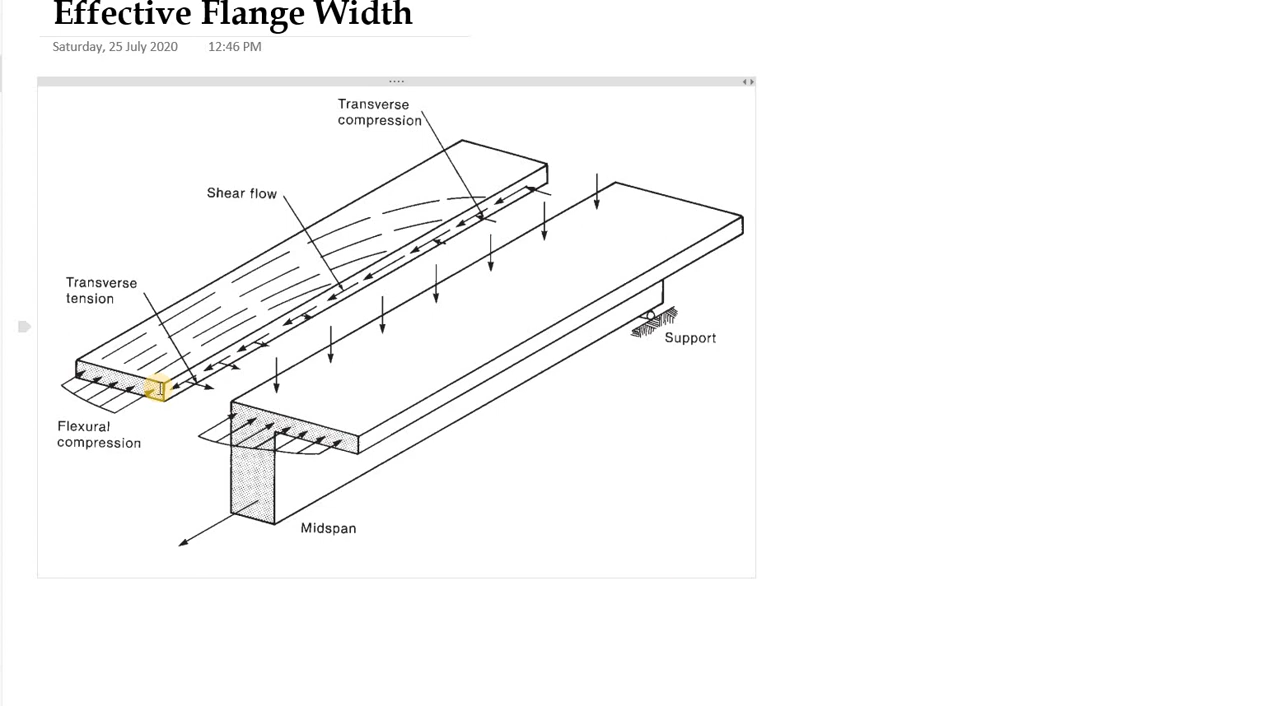 Effective Flange Width
Saturday, 25 July 2020 12:46 PM
Transverse
compression
Shear flow
Transverse
tension
Support
Flexural
compression
Midspan